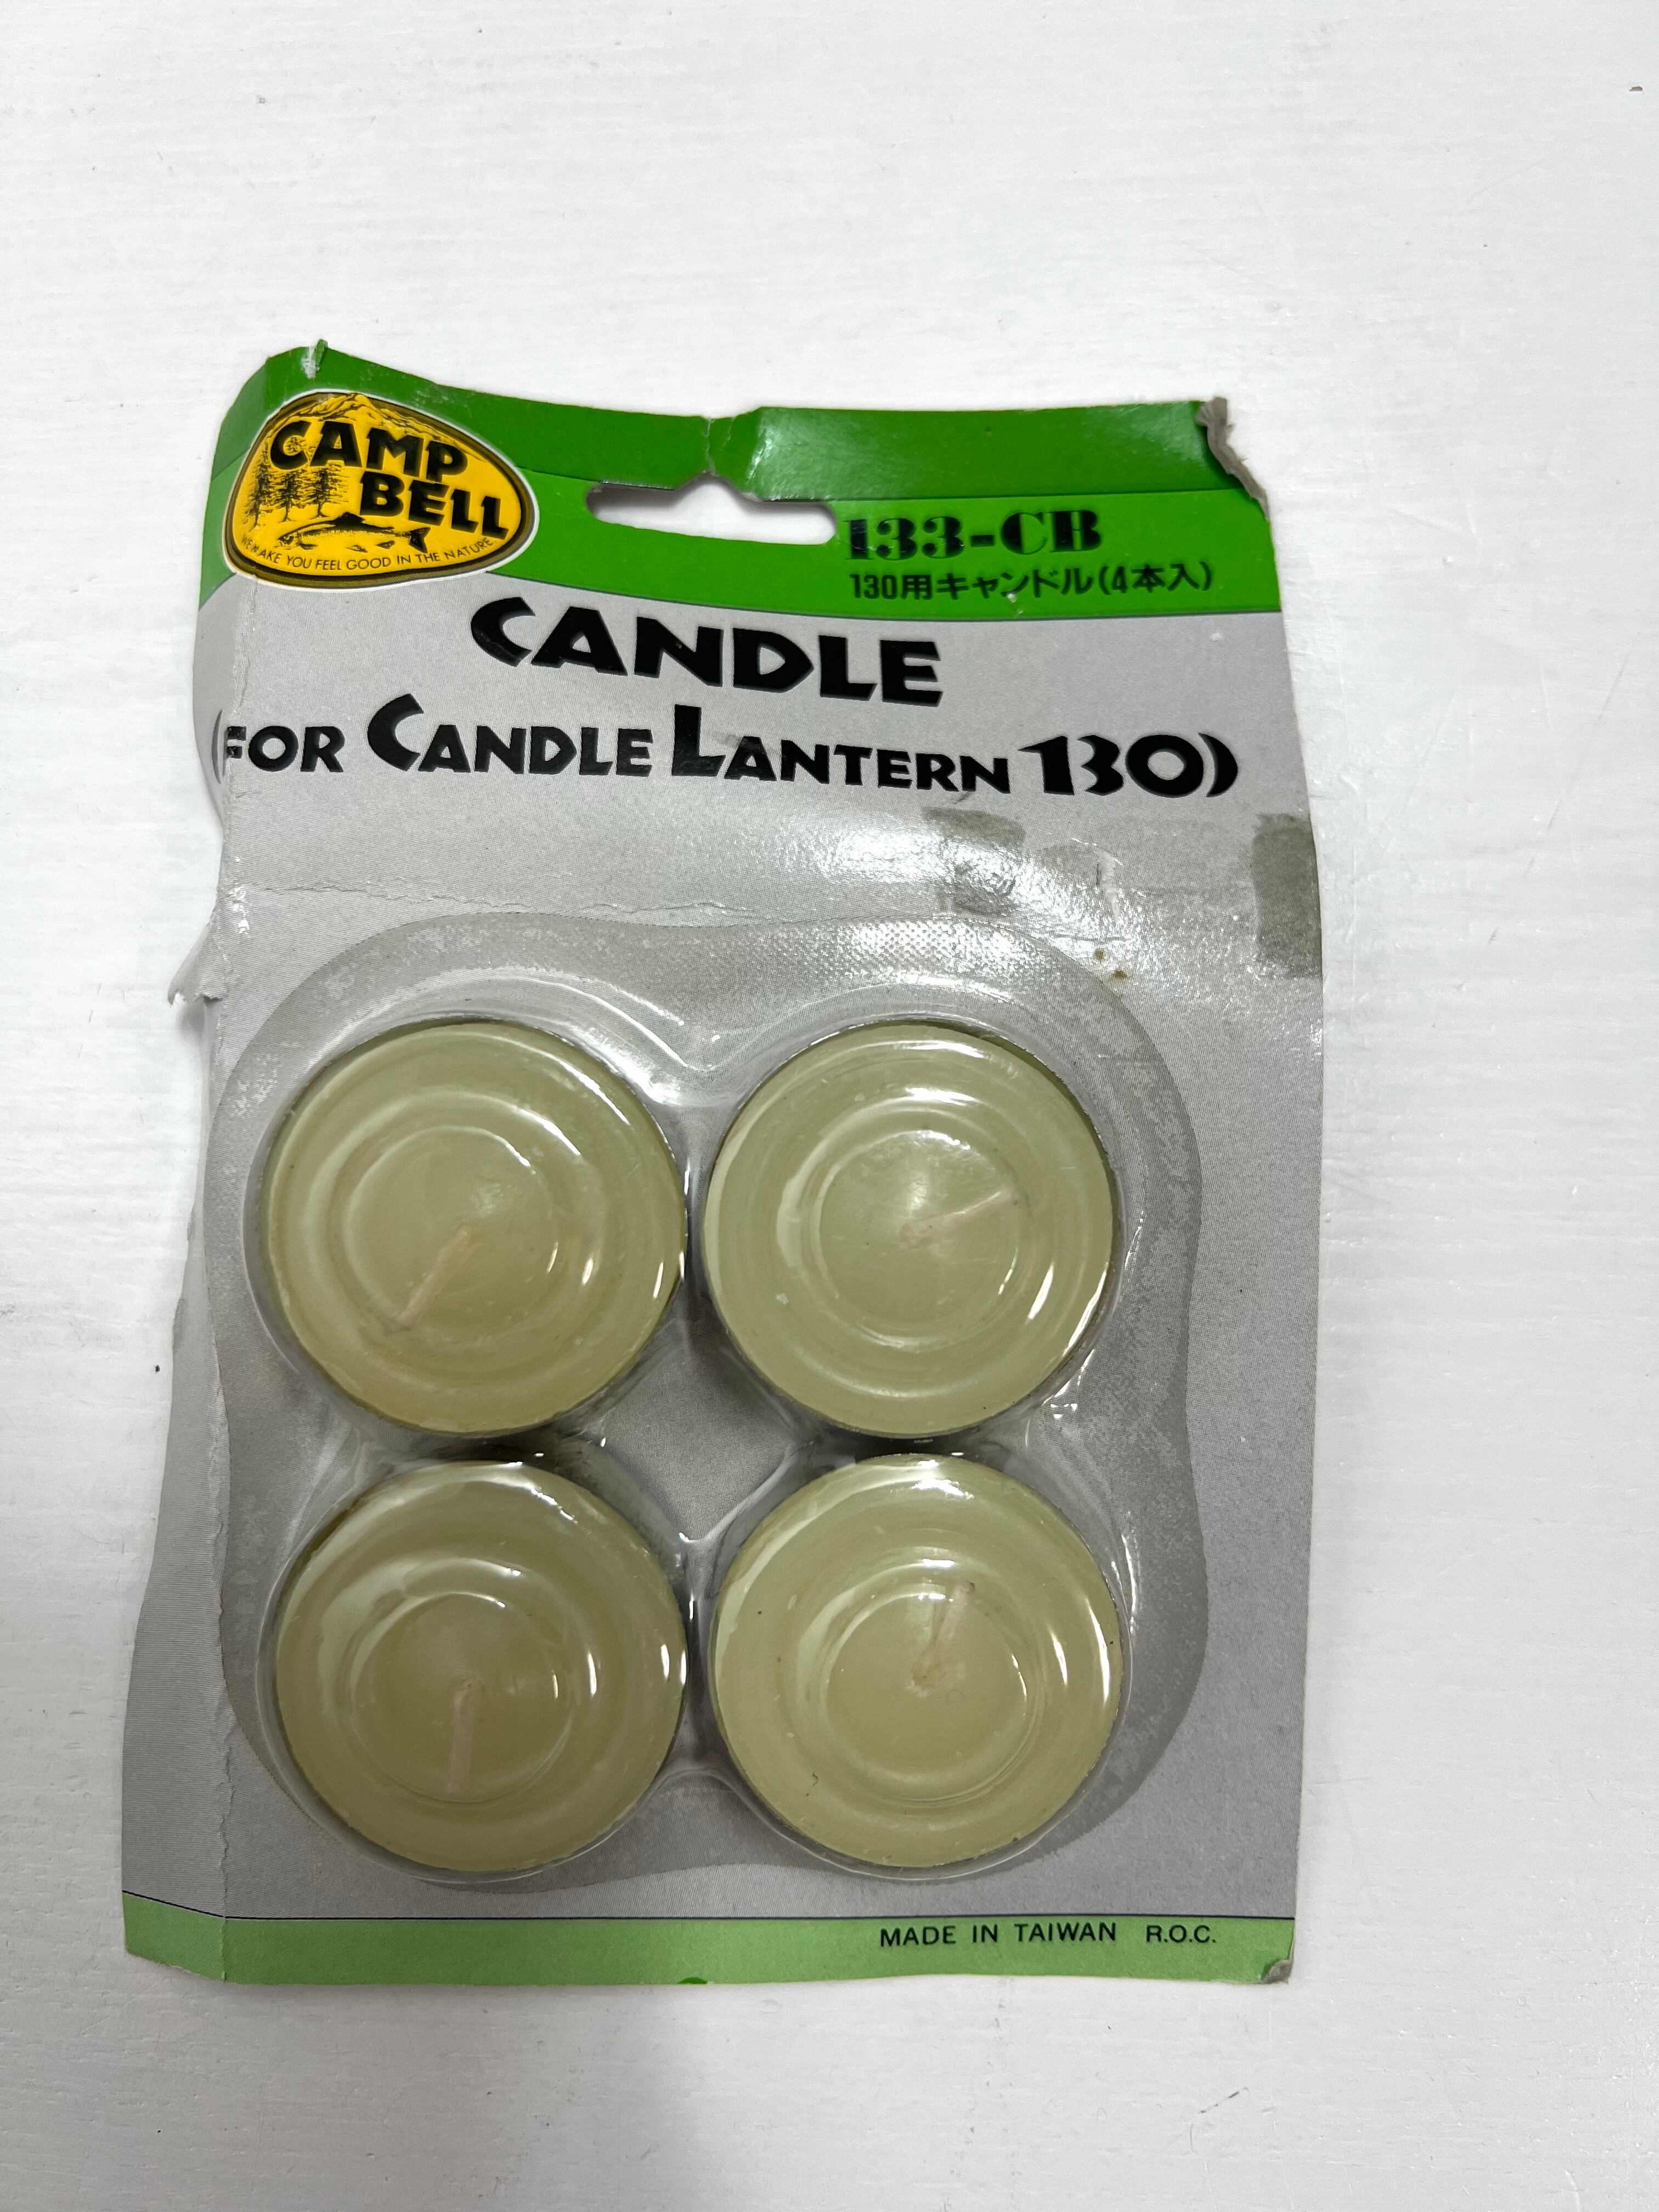 CAMP
BELL
WE MAKE YOU FEEL GOOD IN THE NATURE
133-CB
130用キャンドル(4本入)
CANDLE
(FOR CANDLE LANTERN 130)
MADE IN TAIWAN R.O.C.